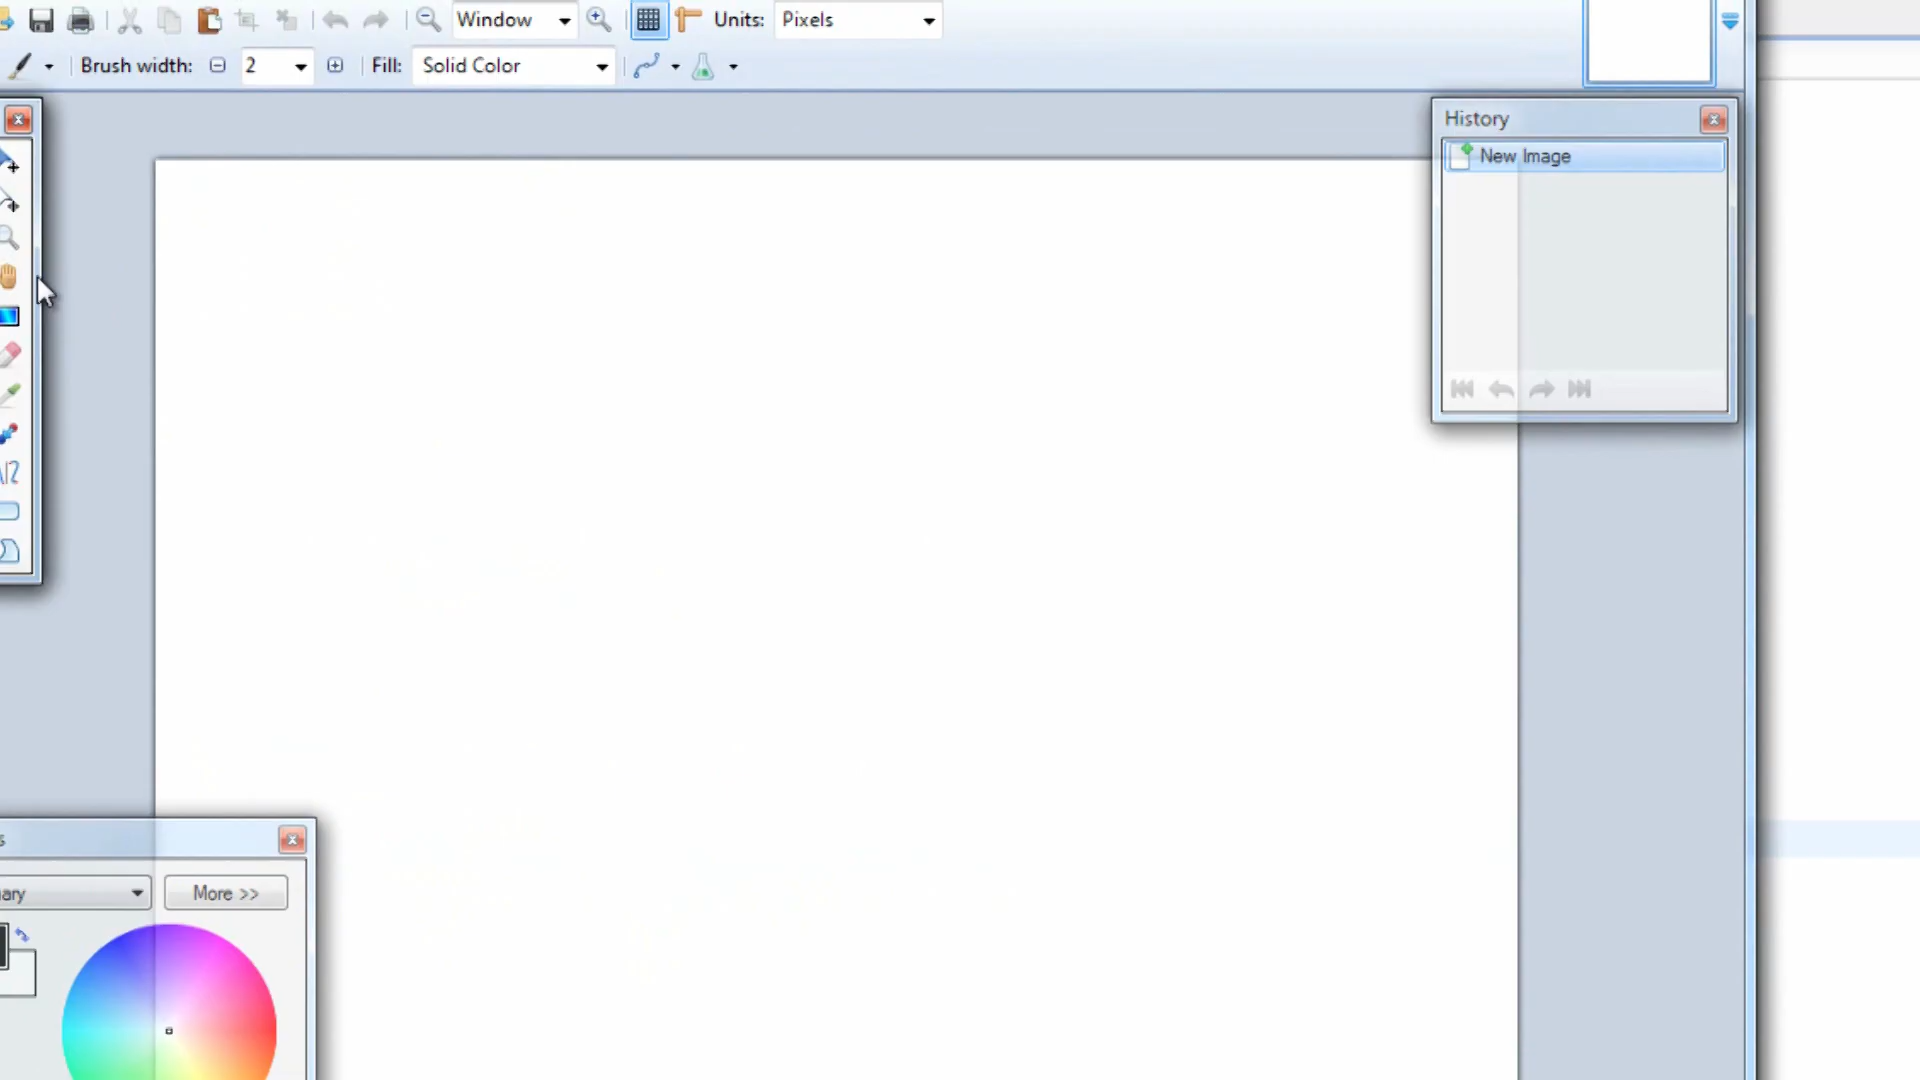 Window Units: Pixels
Brush width: 2 Fill: Solid Color
History
New Image
s
ary More >>